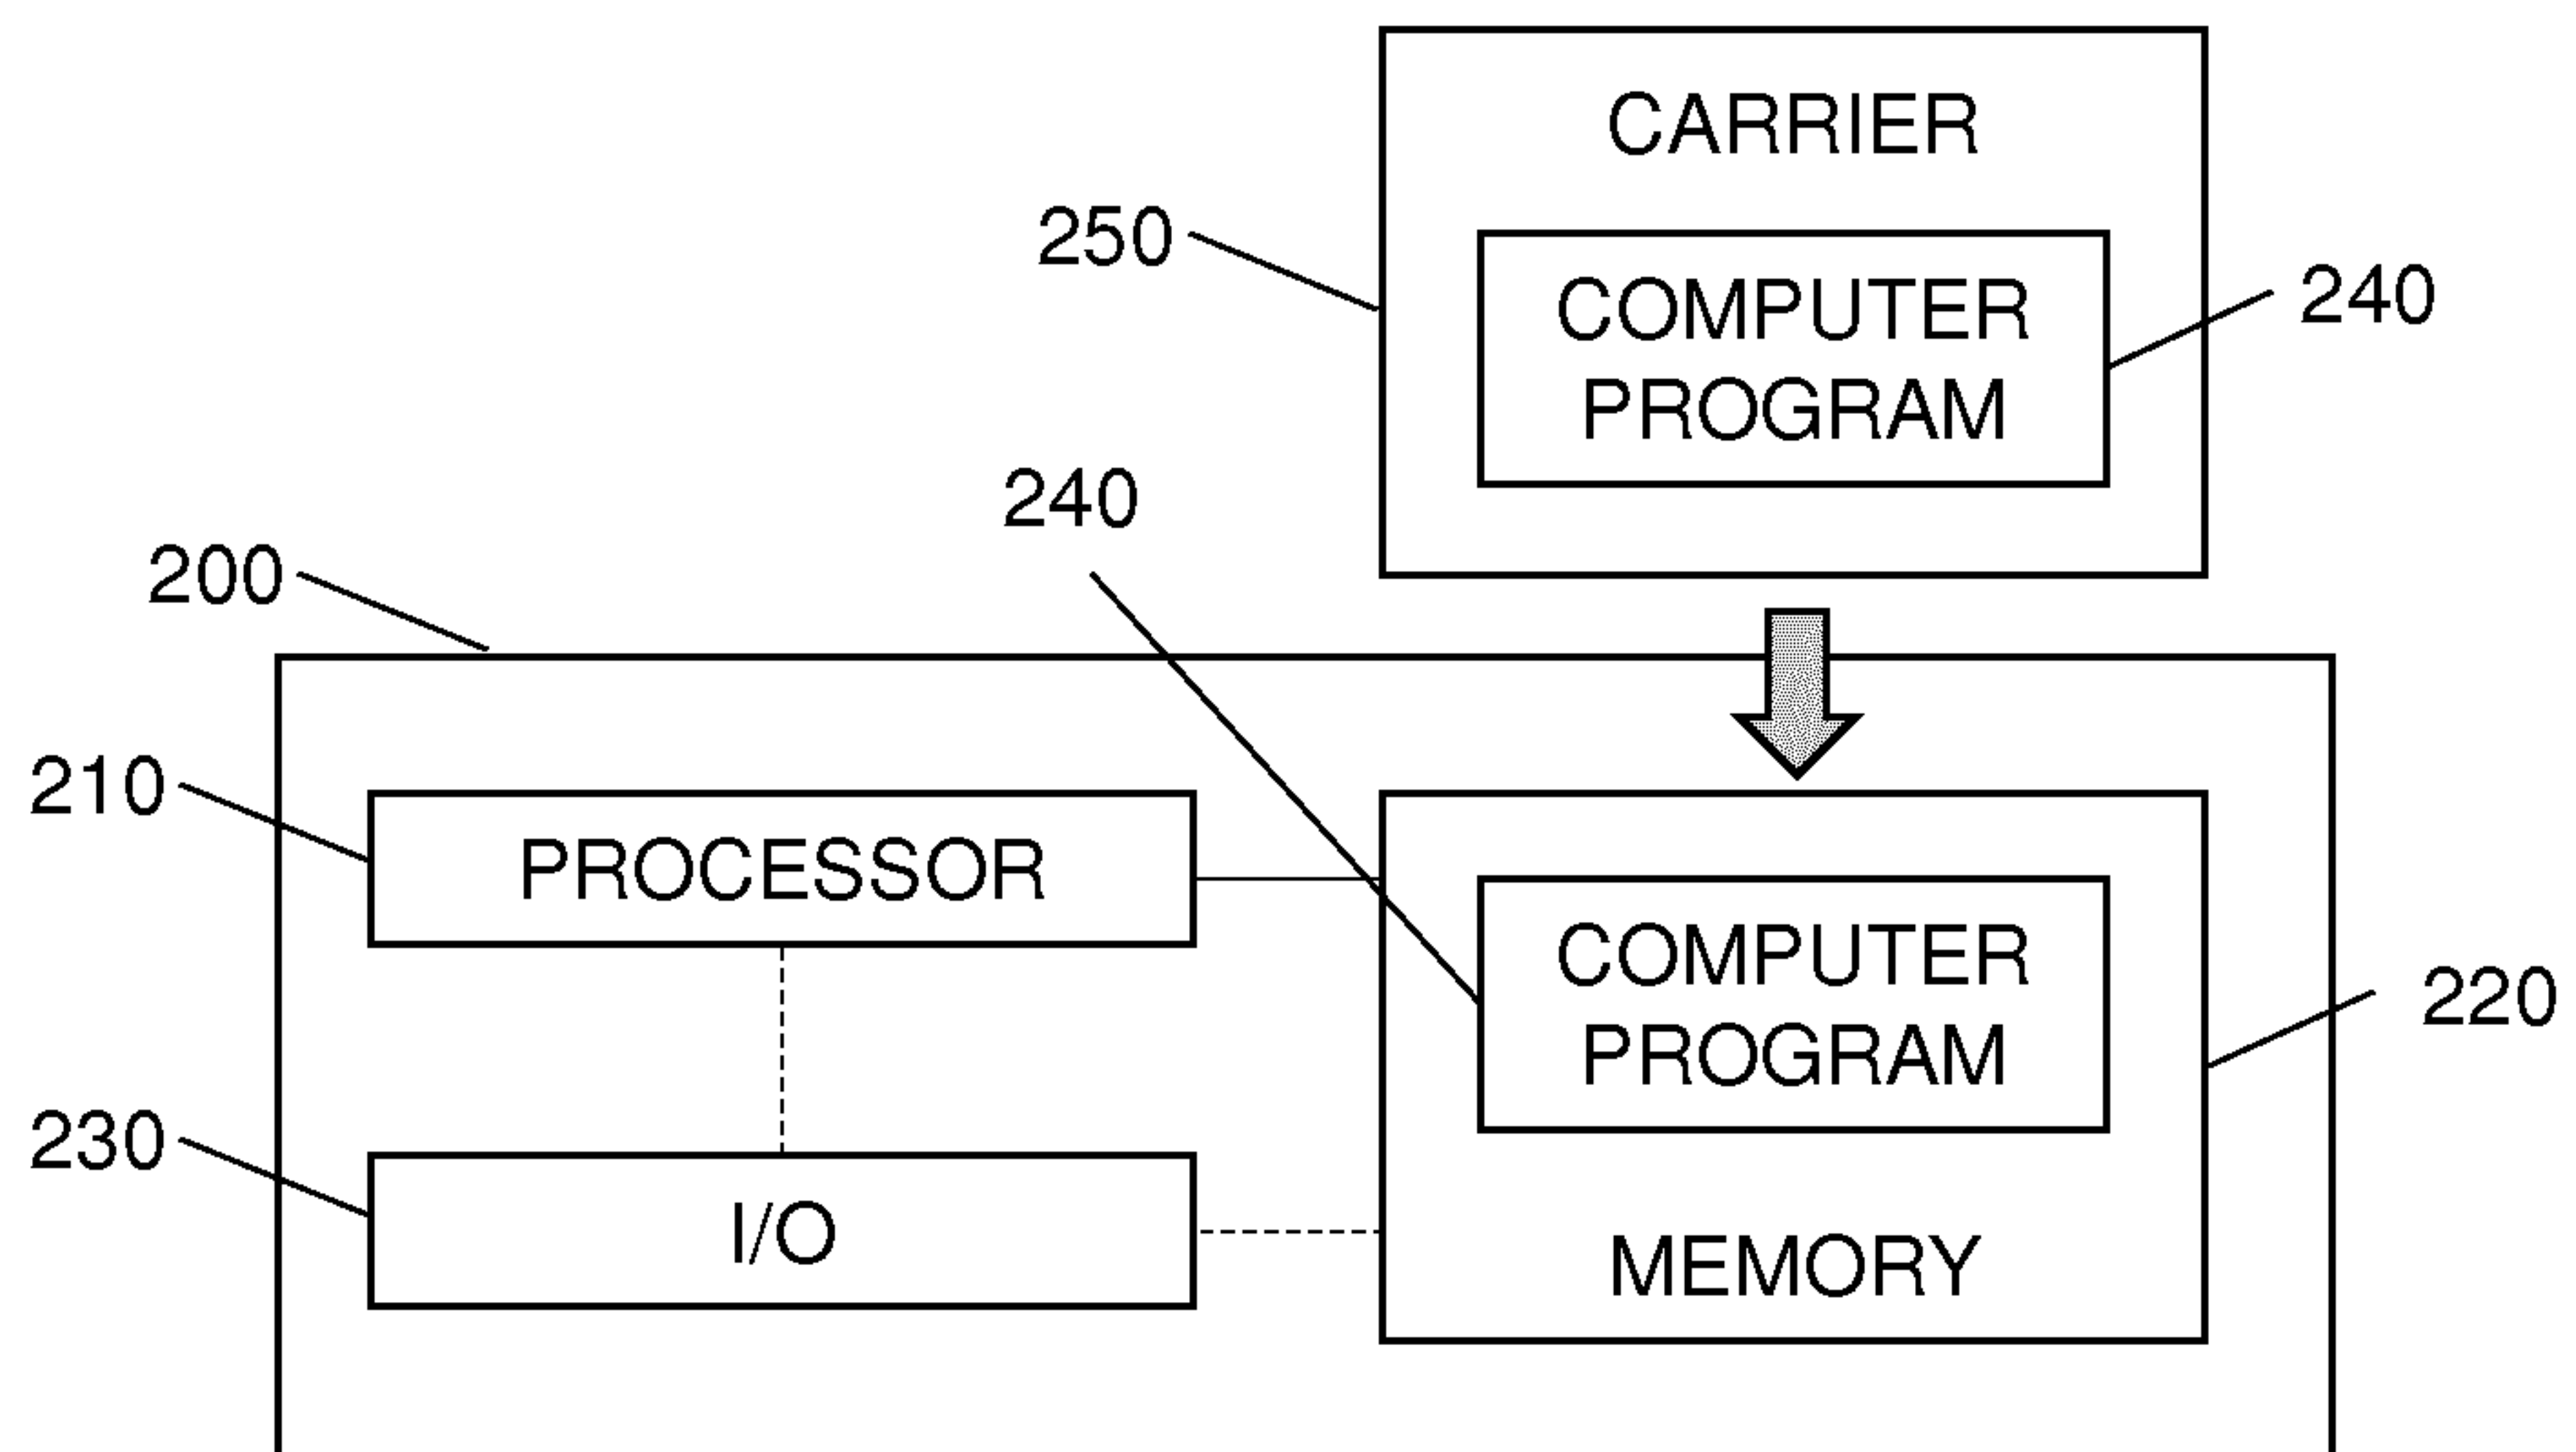 CARRIER
250
COMPUTER
PROGRAM
240
240
200
210
PROCESSOR
COMPUTER
PROGRAM
220
230
I/O
MEMORY